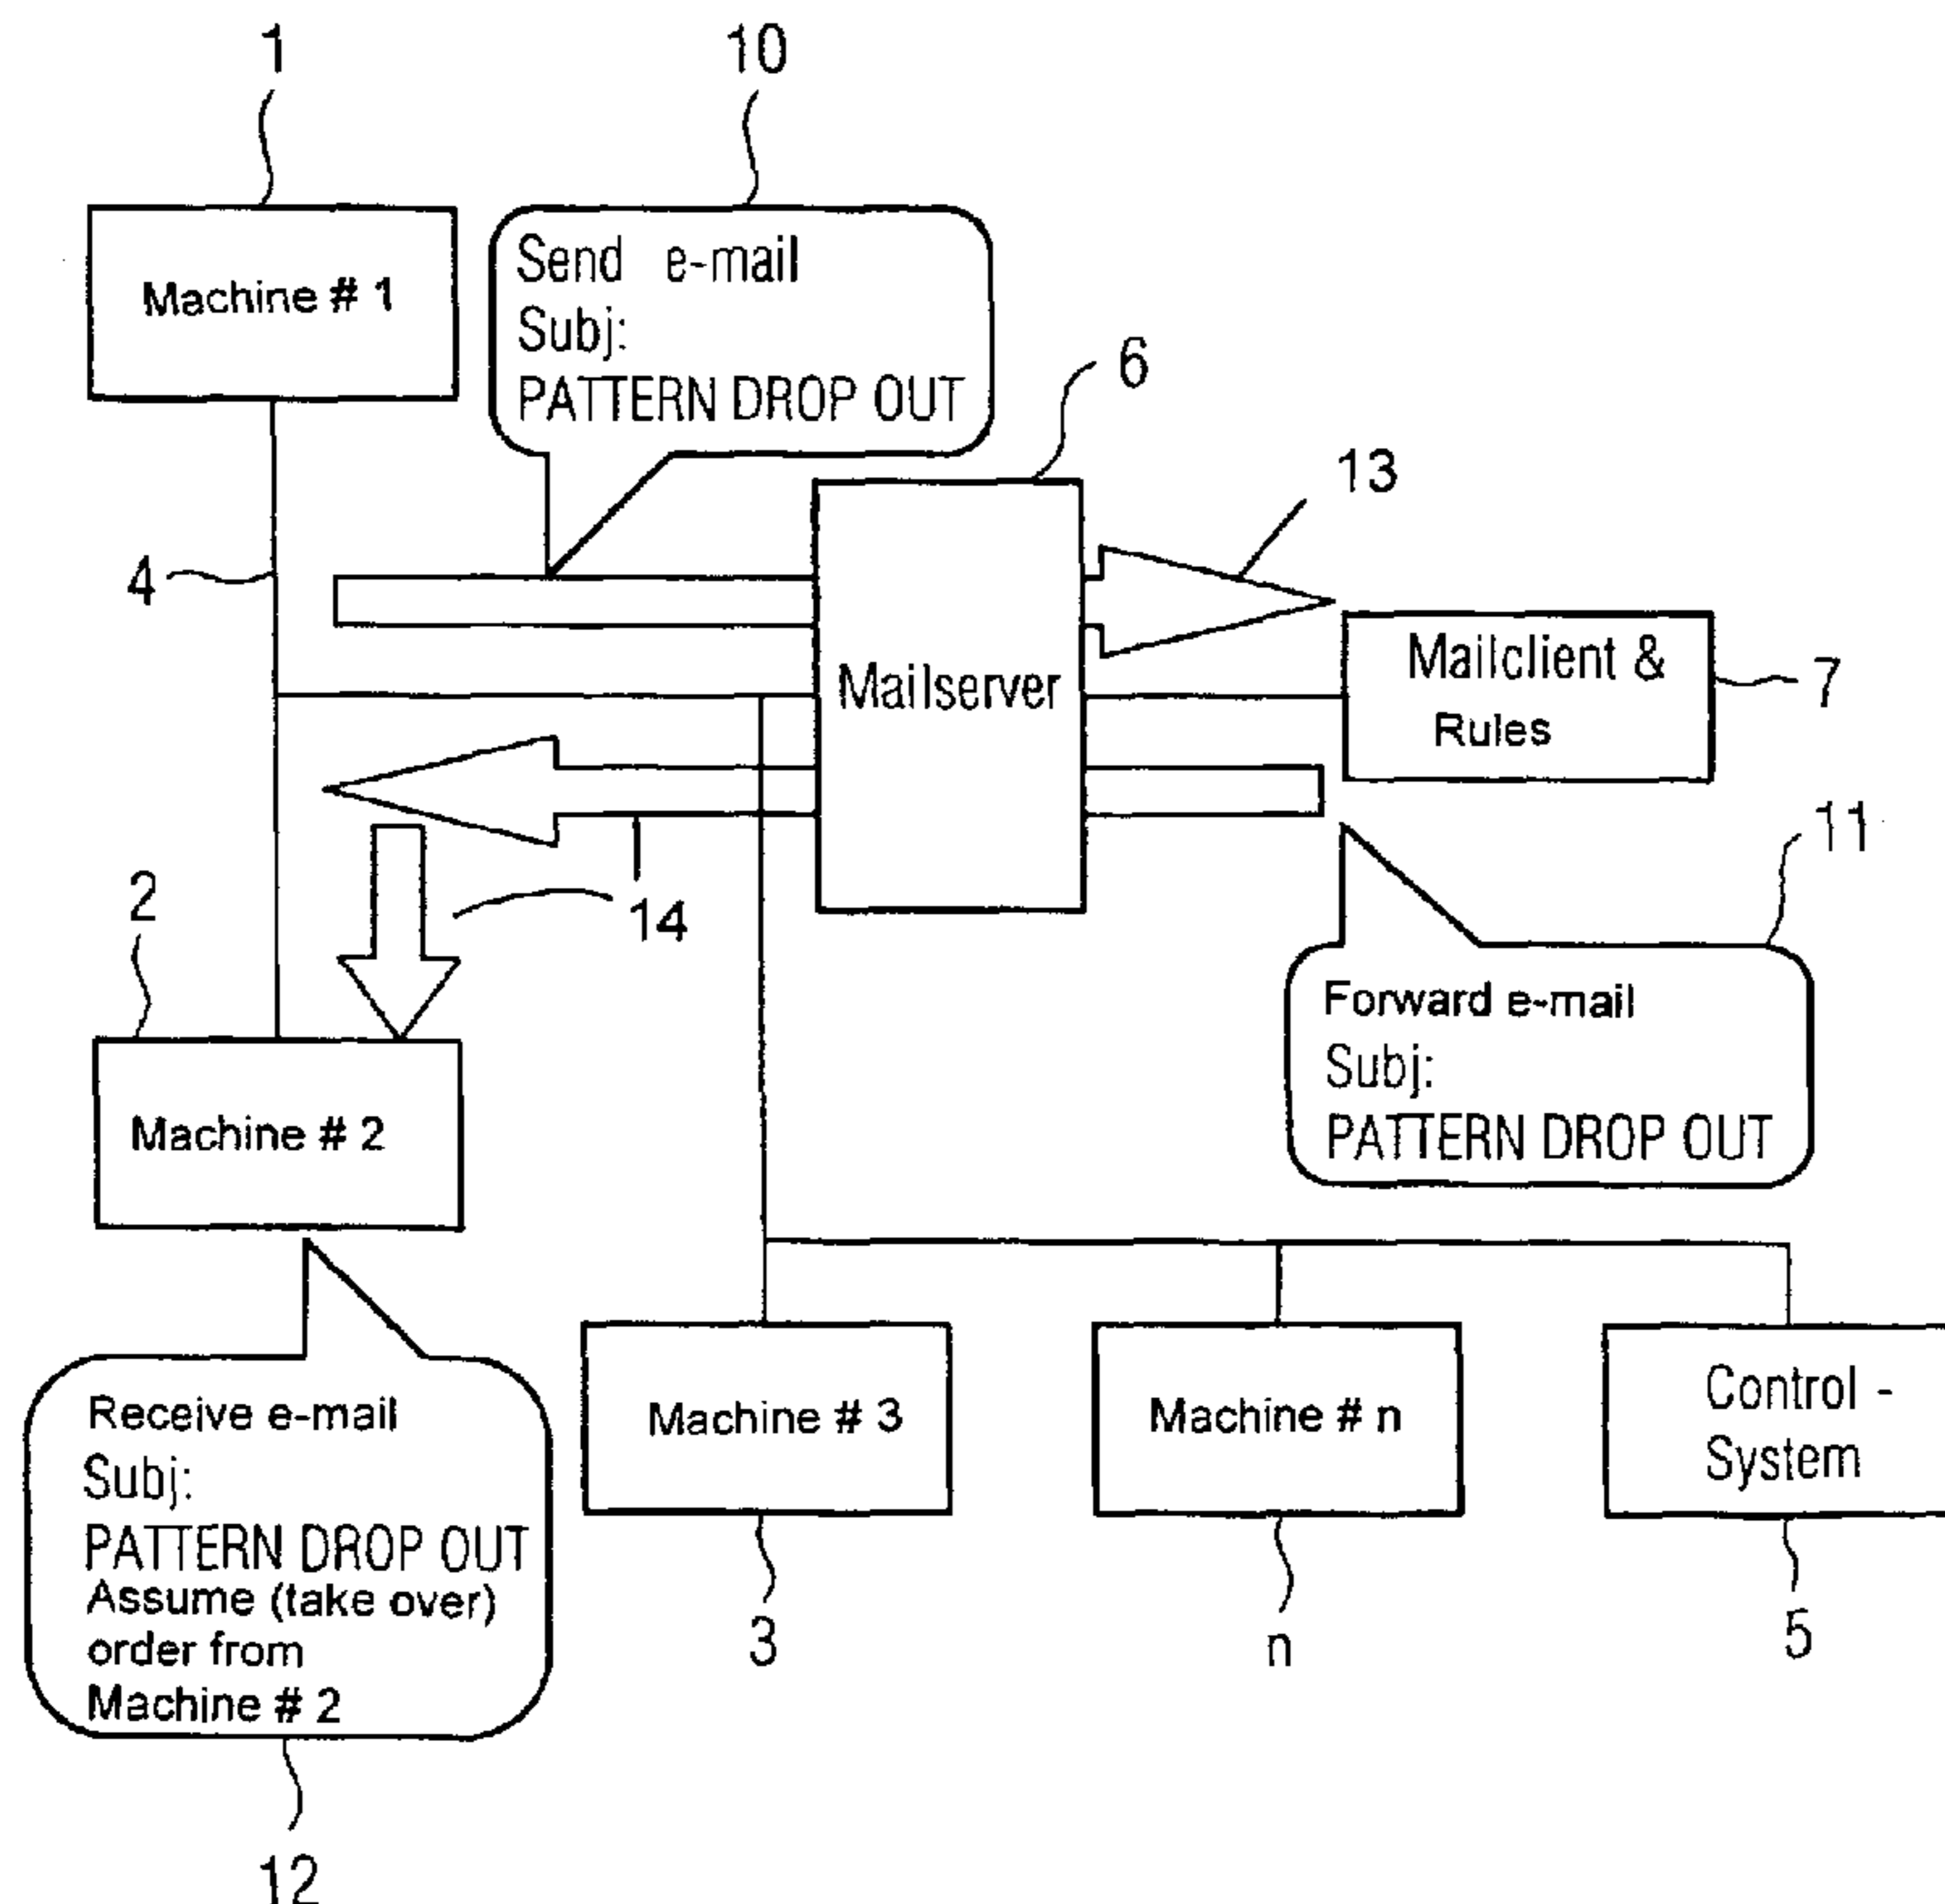 1
10
Machine # 1
Send e-mail
Subj:
PATTERN DROP OUT
6
13
4
Mailserver
Mailclient &
Rules
7
11
2
14
Machine # 2
Forward e-mail
Subj:
PATTERN DROP OUT
Receive e-mail
Subj:
PATTERN DROP OUT
Assume (take over)
order from
Machine # 2
Machine # 3
Machine # n
Control -
System
3
n
5
12